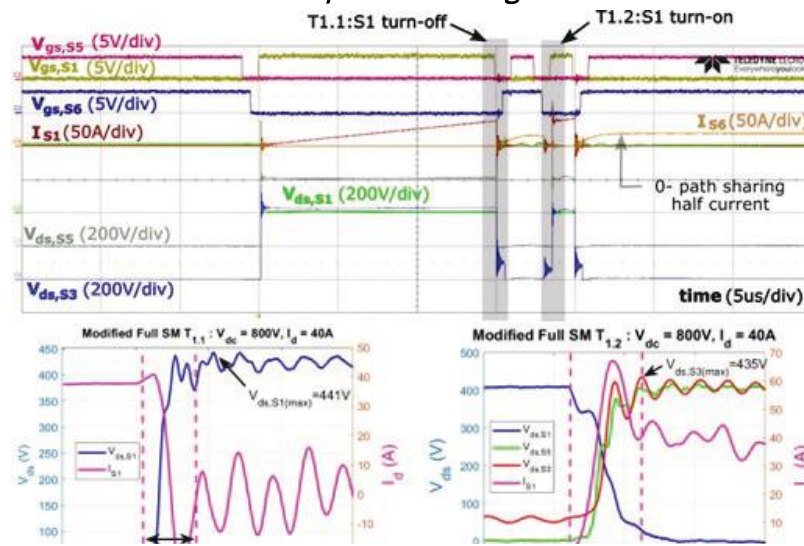 T1.1:S1 turn-off
T1.2:S1 turn-on
Vgs,S5 (5V/div)
Vgs,S1 (5V/div)
TELEDYNE LECRO
Everywhereyoulook
Vgs,S6 (5V/div)
IS1 (50A/div)
IS6 (50A/div)
0- path sharing
half current
Vds,S1 (200V/div)
Vds,S5 (200V/div)
Vds,S3 (200V/div)
time (5us/div)
Modified Full SM T1.1 : Vdc = 800V, Id = 40A
450
400
350
300
250
200
150
100
Vds (V)
50
40
30
20
10
0
-10
Id (A)
Vds,S1(max)=441V
Vds,S1
IS1
Modified Full SM T1.2 : Vdc = 800V, Id = 40A
500
400
300
200
100
0
Vds (V)
70
60
50
40
30
20
10
0
-10
(A)
Vds,S3(max)=435V
Vds,S1
Vds,S5
Vds,S3
IS1